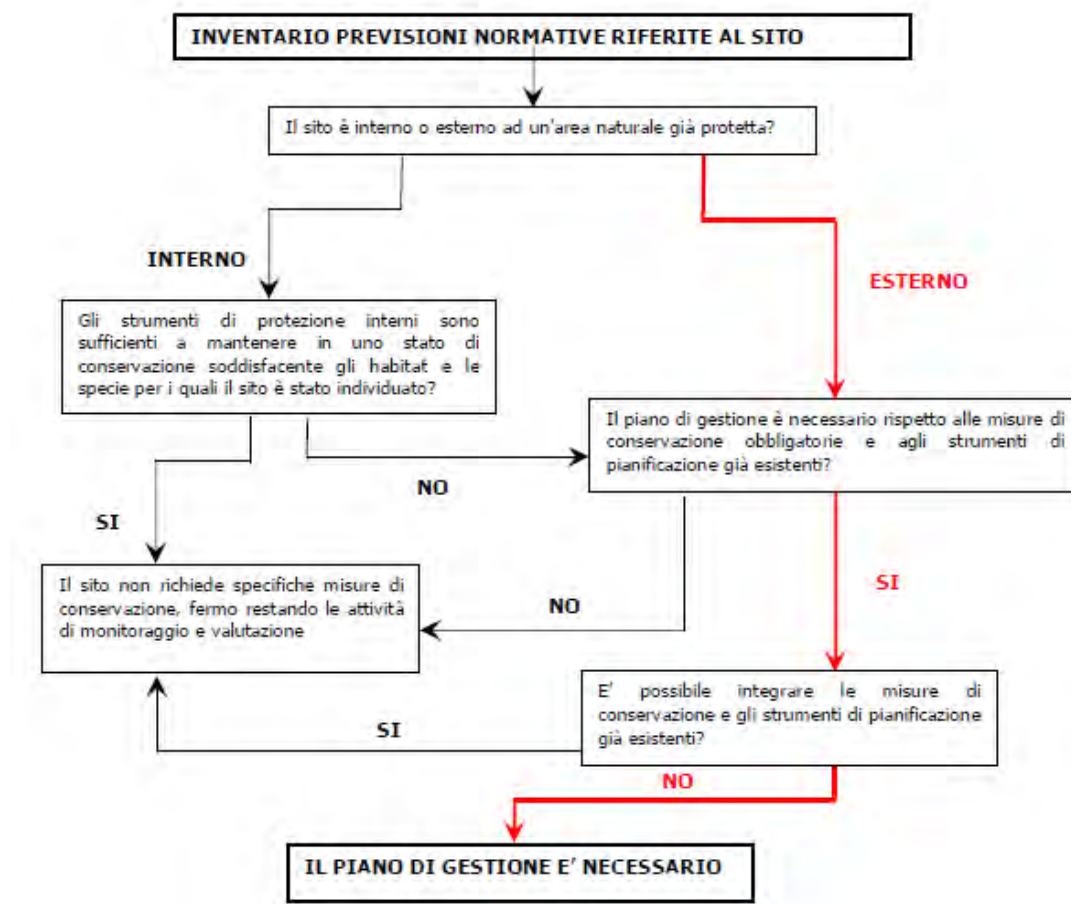 INVENTARIO PREVISIONI NORMATIVE RIFERITE AL SITO
Il sito è interno o esterno ad un'area naturale già protetta?
INTERNO
ESTERNO
Gli strumenti di protezione interni sono
sufficienti a mantenere in uno stato di
conservazione soddisfacente gli habitat e le
specie per i quali il sito è stato individuato?
Il piano di gestione è necessario rispetto alle misure di
conservazione obbligatorie e agli strumenti di
pianificazione già esistenti?
NO
SI
Il sito non richiede specifiche misure di
conservazione, fermo restando le attività
di monitoraggio e valutazione
NO
SI
E' possibile integrare le misure di
conservazione e gli strumenti di pianificazione
già esistenti?
SI
NO
IL PIANO DI GESTIONE E' NECESSARIO